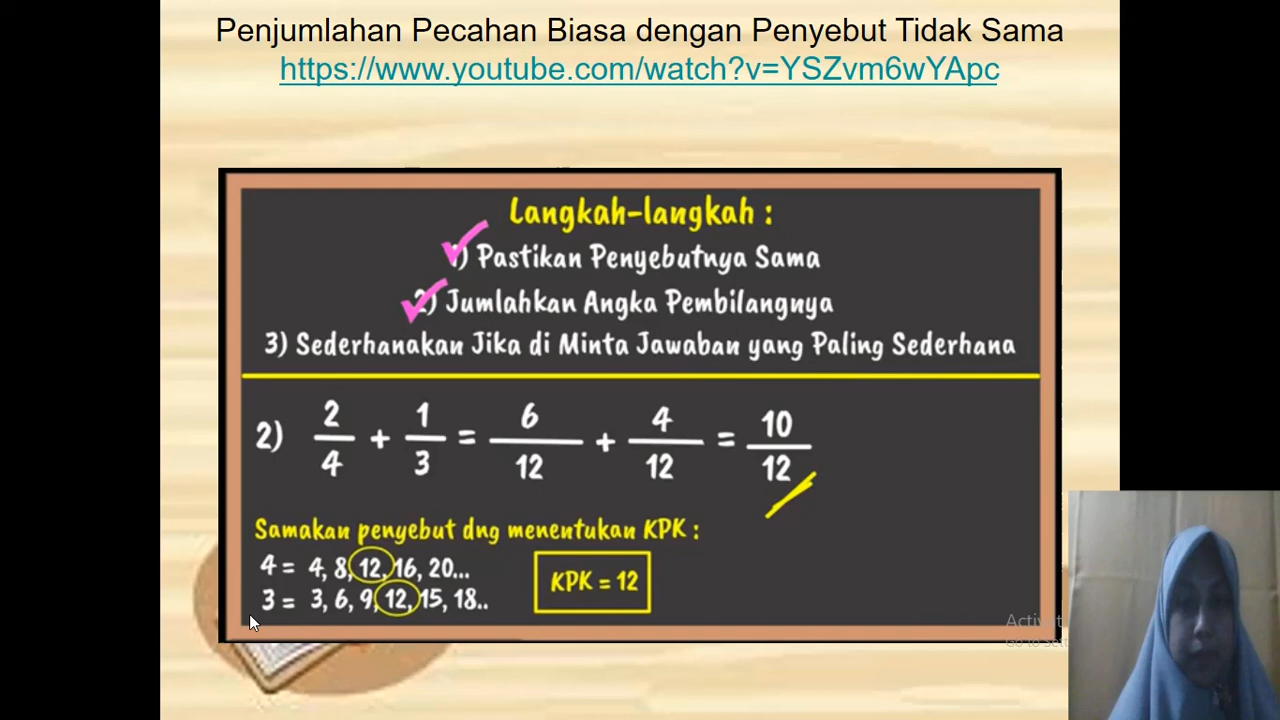 Penjumlahan Pecahan Biasa dengan Penyebut Tidak Sama
https://www.youtube.com/watch?v=YSZvm6wYApc
Langkah-langkah :
1) Pastikan Penyebutnya Sama
2) Jumlahkan Angka Pembilangnya
3) Sederhanakan Jika di Minta Jawaban yang Paling Sederhana
2) 2/4 + 1/3 = 6/12 + 4/12 = 10/12
Samakan penyebut dng menentukan KPK :
4 = 4, 8, 12, 16, 20...
3 = 3, 6, 9, 12, 15, 18..
KPK = 12